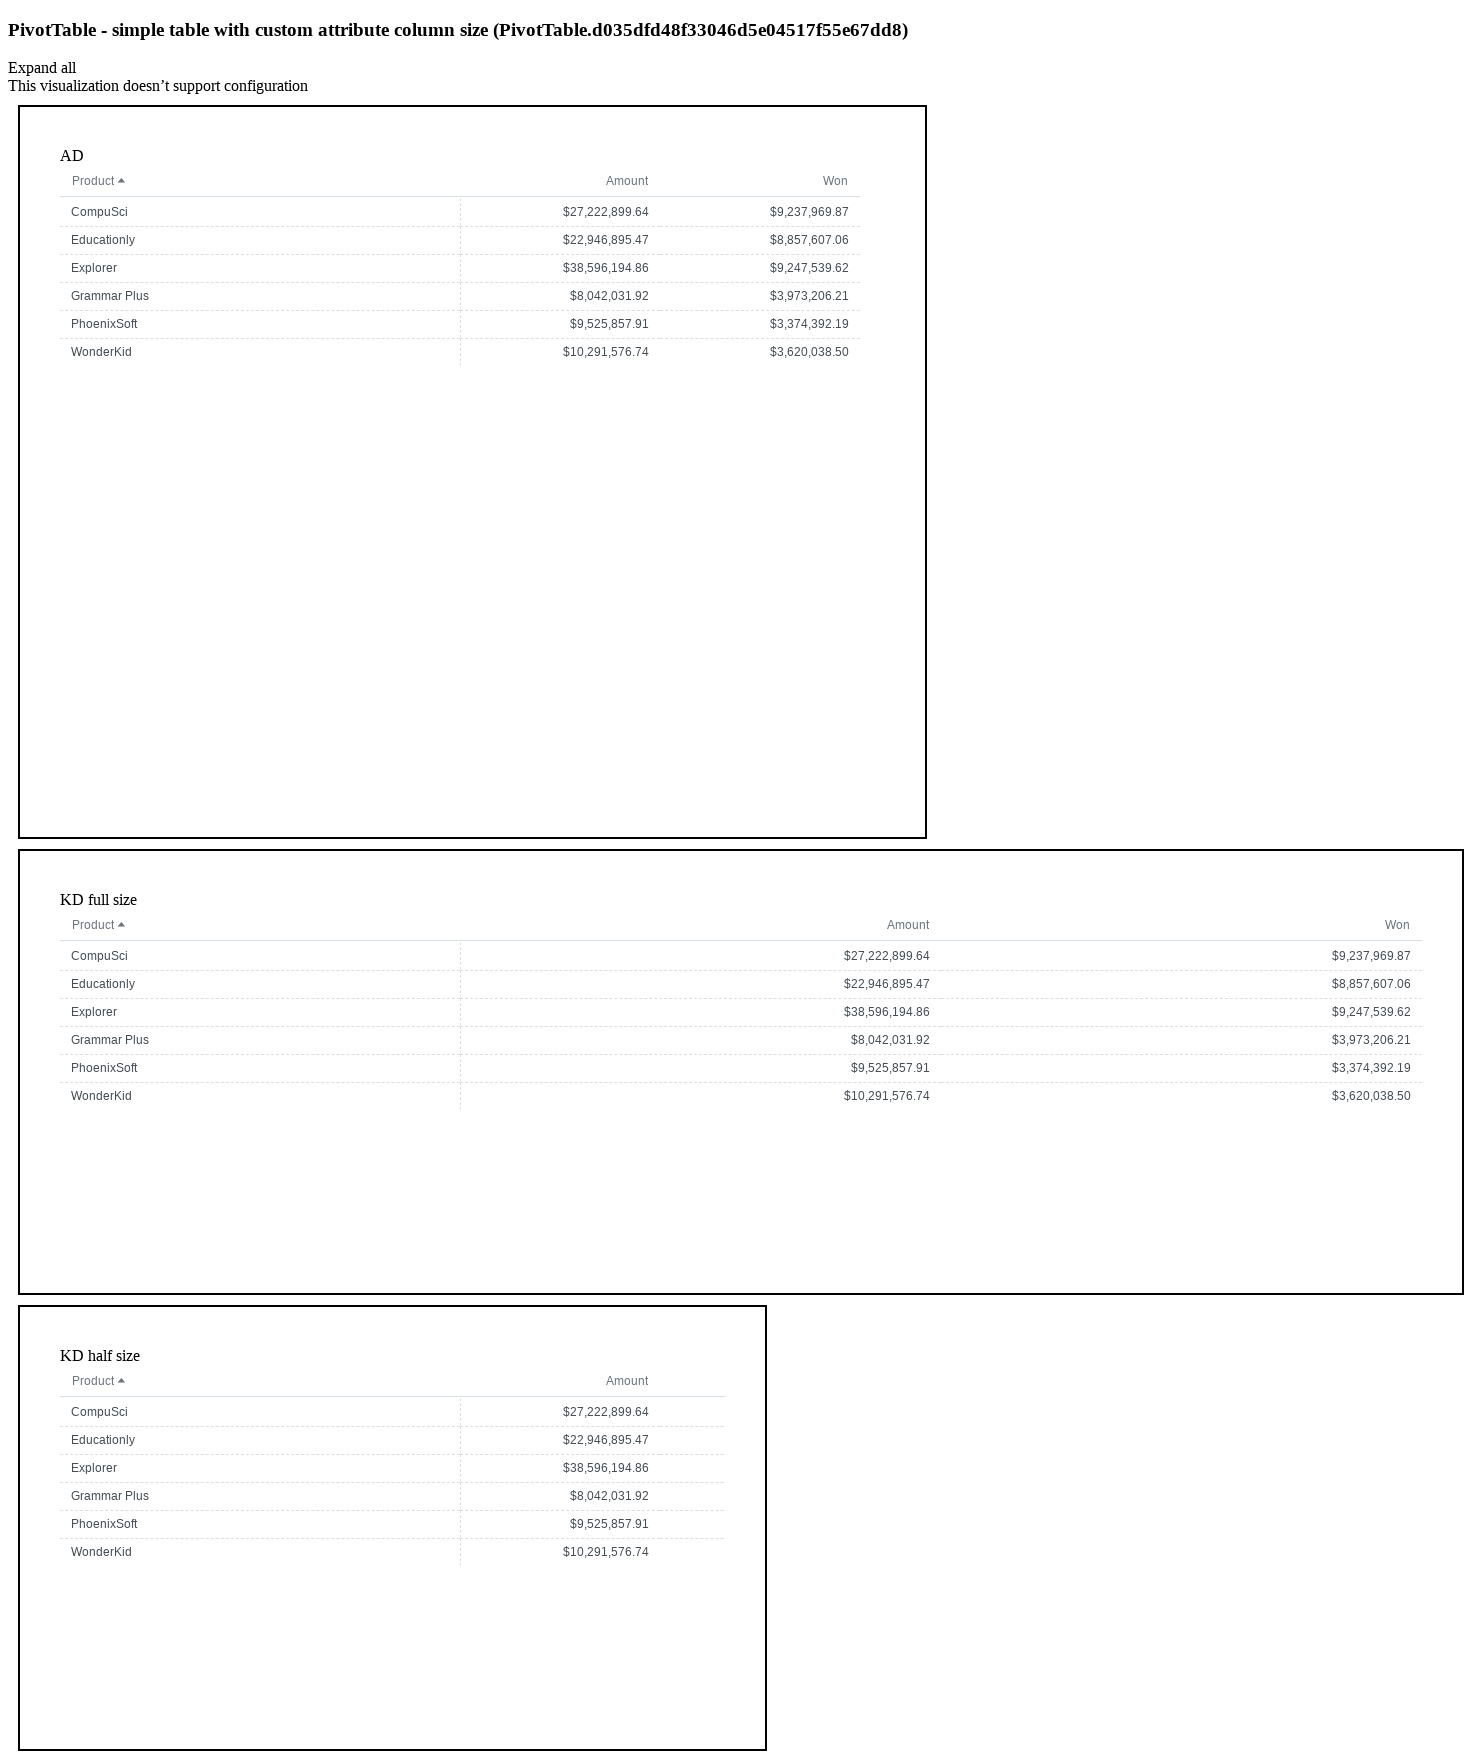 PivotTable - simple table with custom attribute column size (PivotTable.d035dfd48f33046d5e04517f55e67dd8)
Expand all
This visualization doesn’t support configuration
AD
Product Amount Won
CompuSci $27,222,899.64 $9,237,969.87
Educationly $22,946,895.47 $8,857,607.06
Explorer $38,596,194.86 $9,247,539.62
Grammar Plus $8,042,031.92 $3,973,206.21
PhoenixSoft $9,525,857.91 $3,374,392.19
WonderKid $10,291,576.74 $3,620,038.50
KD full size
Product Amount Won
CompuSci $27,222,899.64 $9,237,969.87
Educationly $22,946,895.47 $8,857,607.06
Explorer $38,596,194.86 $9,247,539.62
Grammar Plus $8,042,031.92 $3,973,206.21
PhoenixSoft $9,525,857.91 $3,374,392.19
WonderKid $10,291,576.74 $3,620,038.50
KD half size
Product Amount
CompuSci $27,222,899.64
Educationly $22,946,895.47
Explorer $38,596,194.86
Grammar Plus $8,042,031.92
PhoenixSoft $9,525,857.91
WonderKid $10,291,576.74